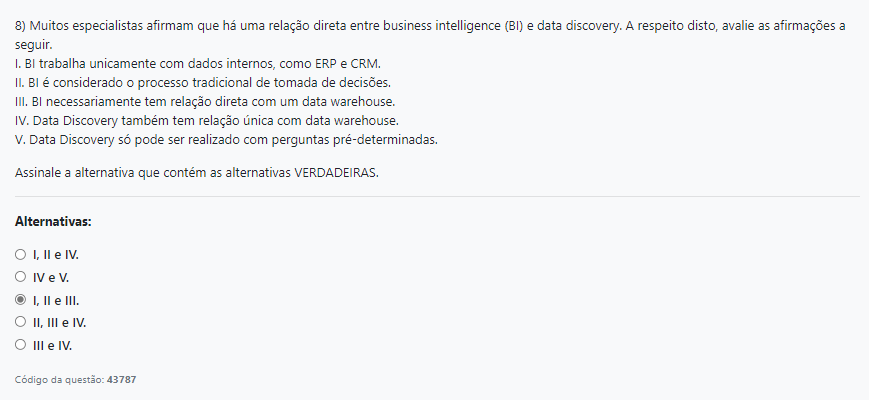 8) Muitos especialistas afirmam que há uma relação direta entre business intelligence (BI) e data discovery. A respeito disto, avalie as afirmações a
seguir.
I. BI trabalha unicamente com dados internos, como ERP e CRM.
II. BI é considerado o processo tradicional de tomada de decisões.
III. BI necessariamente tem relação direta com um data warehouse.
IV. Data Discovery também tem relação única com data warehouse.
V. Data Discovery só pode ser realizado com perguntas pré-determinadas.
Assinale a alternativa que contém as alternativas VERDADEIRAS.
Alternativas:
I, II e IV.
IV e V.
I, II e III.
II, III e IV.
III e IV.
Código da questão: 43787